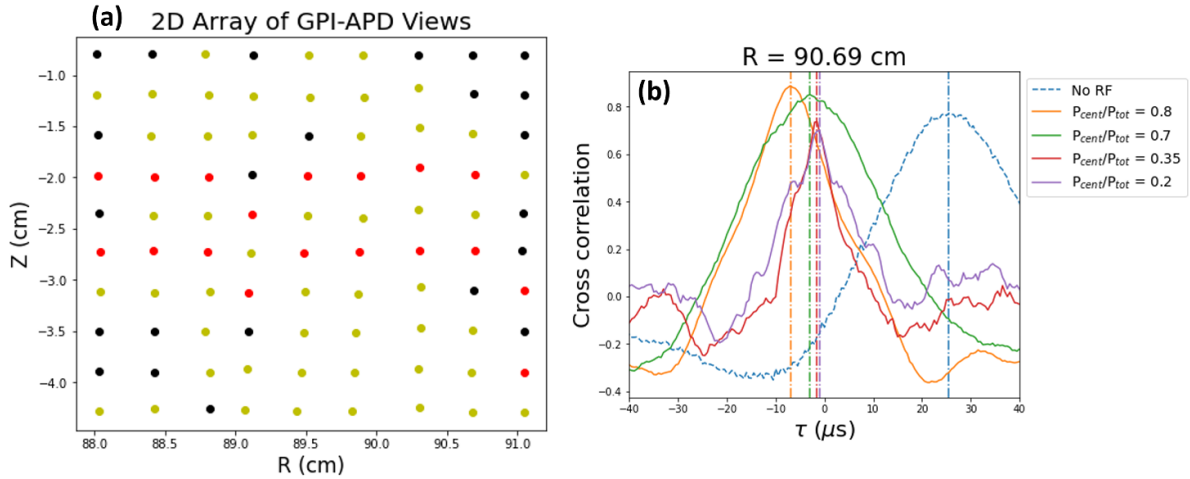 (a)
2D Array of GPI-APD Views
Z (cm)
−1.0
−1.5
−2.0
−2.5
−3.0
−3.5
−4.0
88.0 88.5 89.0 89.5 90.0 90.5 91.0
R (cm)
R = 90.69 cm
(b)
Cross correlation
0.8
0.6
0.4
0.2
0.0
−0.2
−0.4
−40 −30 −20 −10 0 10 20 30 40
τ (μs)
No RF
Pcent/Ptot = 0.8
Pcent/Ptot = 0.7
Pcent/Ptot = 0.35
Pcent/Ptot = 0.2